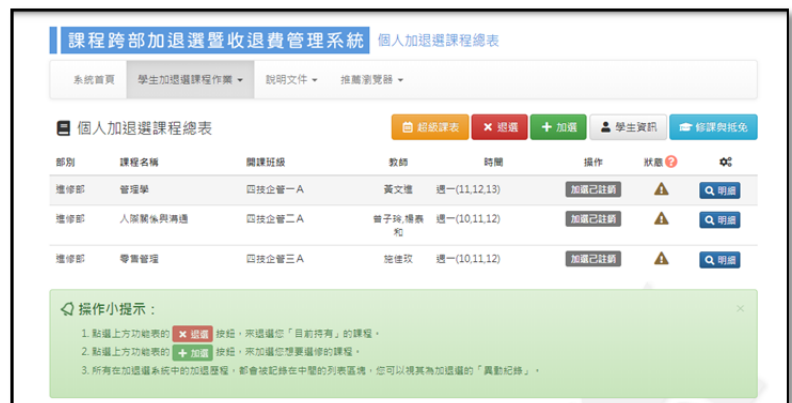 課程跨部加退選暨收退費管理系統 個人加退選課程總表
系統首頁 學生加退選課程作業 說明文件 推薦瀏覽器
個人加退選課程總表 超級課表 退選 加選 學生資訊 修課與抵免
部別 課程名稱 開課班級 教師 時間 操作 狀態
進修部 管理學 四技企管一A 黃文進 週一(11,12,13) 加選已註銷 明細
進修部 人際關係與溝通 四技企管二A 曾子玲,楊表和 週一(10,11,12) 加選已註銷 明細
進修部 零售管理 四技企管三A 施佳玫 週一(10,11,12) 加選已註銷 明細
操作小提示：
1. 點選上方功能表的 退選 按鈕，來退選您「目前持有」的課程。
2. 點選上方功能表的 加選 按鈕，來加選您想要選修的課程。
3. 所有在加退選系統中的加退歷程，都會被記錄在中間的列表區塊，您可以視其為加退選的「異動紀錄」。